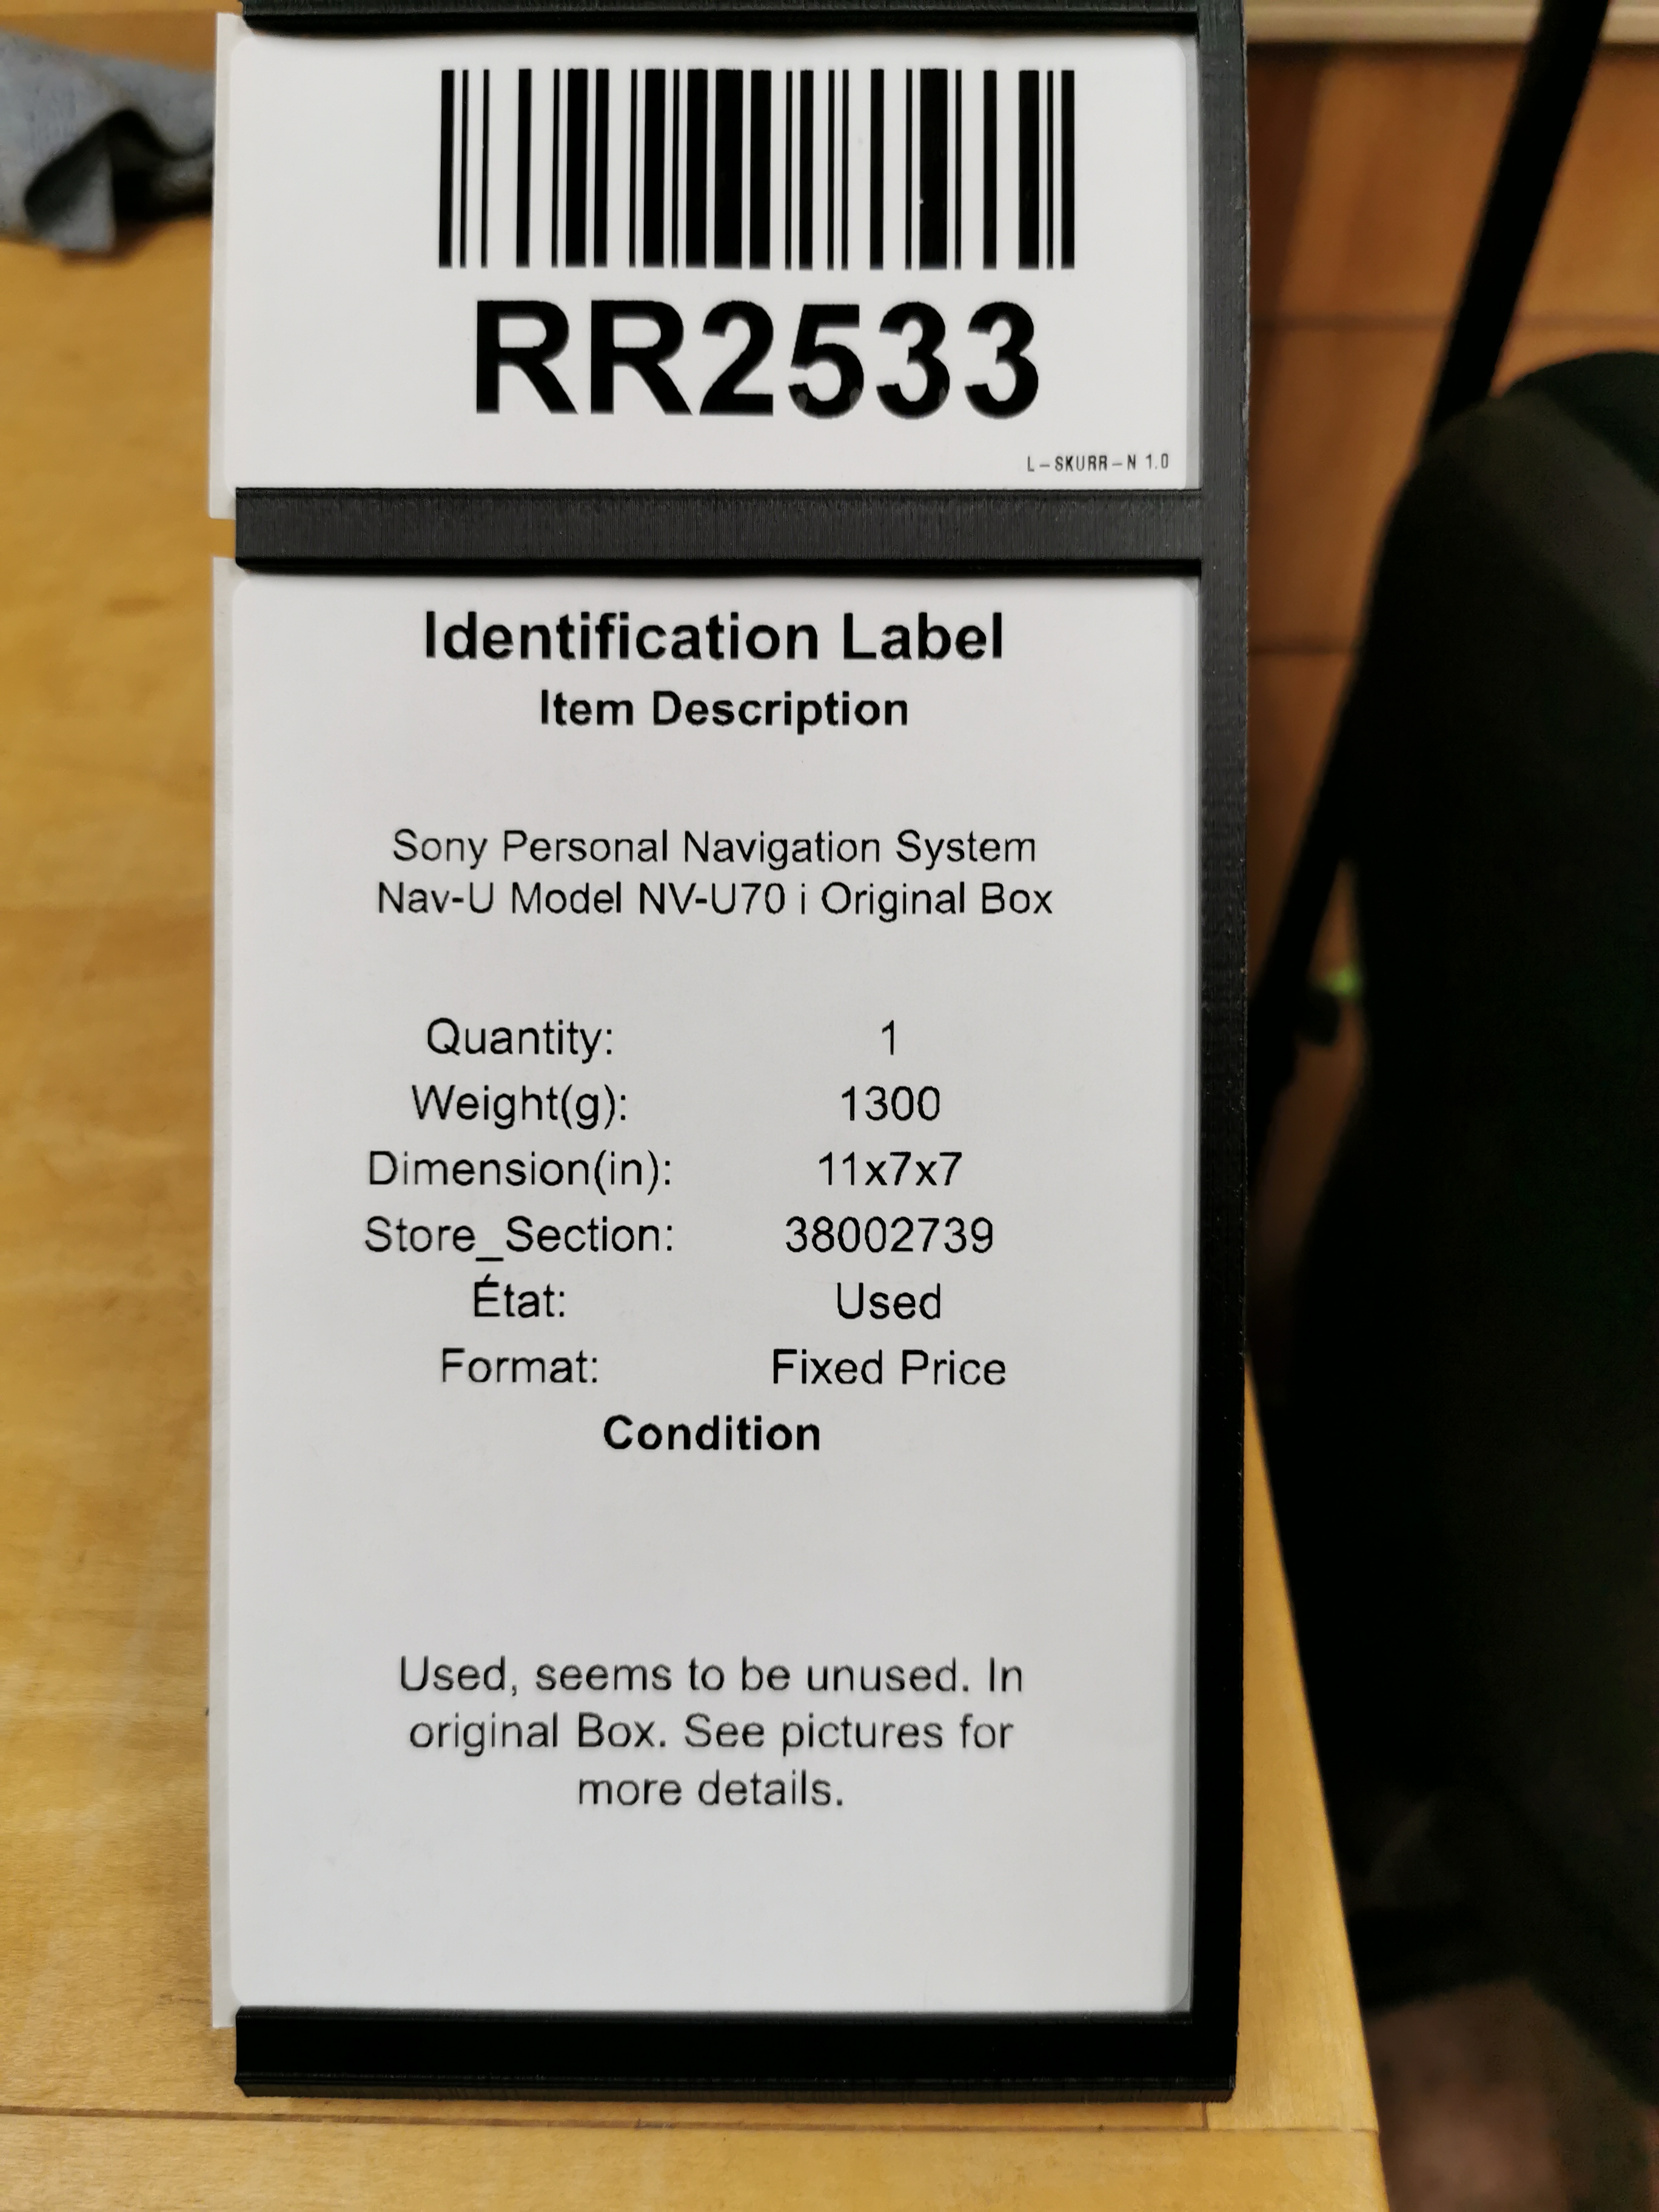 RR2533
L-SKURR-N 1.0
Identification Label
Item Description
Sony Personal Navigation System
Nav-U Model NV-U70 i Original Box
Quantity: 1
Weight(g): 1300
Dimension(in): 11x7x7
Store_Section: 38002739
État: Used
Format: Fixed Price
Condition
Used, seems to be unused. In
original Box. See pictures for
more details.